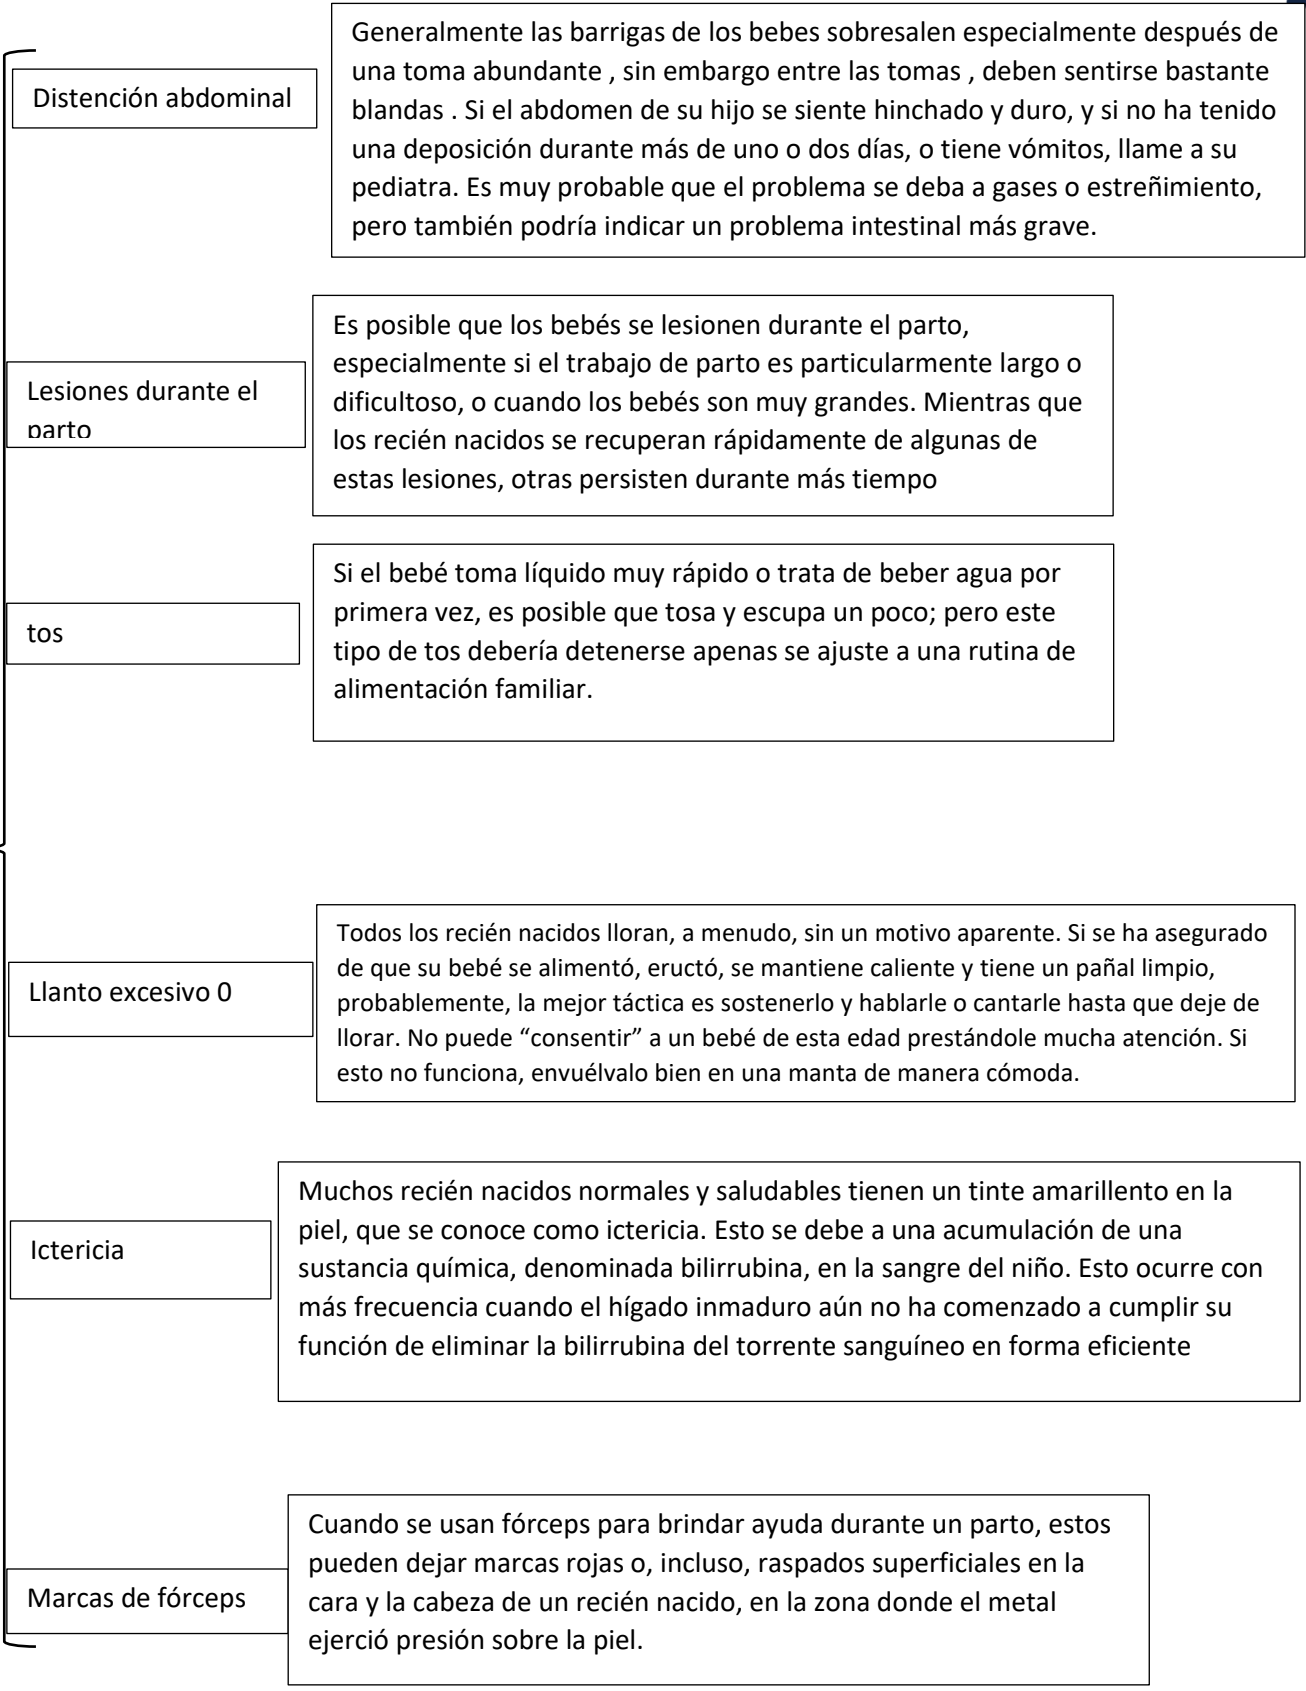 Distención abdominal
Generalmente las barrigas de los bebes sobresalen especialmente después de
una toma abundante , sin embargo entre las tomas , deben sentirse bastante
blandas . Si el abdomen de su hijo se siente hinchado y duro, y si no ha tenido
una deposición durante más de uno o dos días, o tiene vómitos, llame a su
pediatra. Es muy probable que el problema se deba a gases o estreñimiento,
pero también podría indicar un problema intestinal más grave.
Lesiones durante el
parto
Es posible que los bebés se lesionen durante el parto,
especialmente si el trabajo de parto es particularmente largo o
dificultoso, o cuando los bebés son muy grandes. Mientras que
los recién nacidos se recuperan rápidamente de algunas de
estas lesiones, otras persisten durante más tiempo
tos
Si el bebé toma líquido muy rápido o trata de beber agua por
primera vez, es posible que tosa y escupa un poco; pero este
tipo de tos debería detenerse apenas se ajuste a una rutina de
alimentación familiar.
Llanto excesivo 0
Todos los recién nacidos lloran, a menudo, sin un motivo aparente. Si se ha asegurado
de que su bebé se alimentó, eructó, se mantiene caliente y tiene un pañal limpio,
probablemente, la mejor táctica es sostenerlo y hablarle o cantarle hasta que deje de
llorar. No puede “consentir” a un bebé de esta edad prestándole mucha atención. Si
esto no funciona, envuélvalo bien en una manta de manera cómoda.
Ictericia
Muchos recién nacidos normales y saludables tienen un tinte amarillento en la
piel, que se conoce como ictericia. Esto se debe a una acumulación de una
sustancia química, denominada bilirrubina, en la sangre del niño. Esto ocurre con
más frecuencia cuando el hígado inmaduro aún no ha comenzado a cumplir su
función de eliminar la bilirrubina del torrente sanguíneo en forma eficiente
Marcas de fórceps
Cuando se usan fórceps para brindar ayuda durante un parto, estos
pueden dejar marcas rojas o, incluso, raspados superficiales en la
cara y la cabeza de un recién nacido, en la zona donde el metal
ejerció presión sobre la piel.